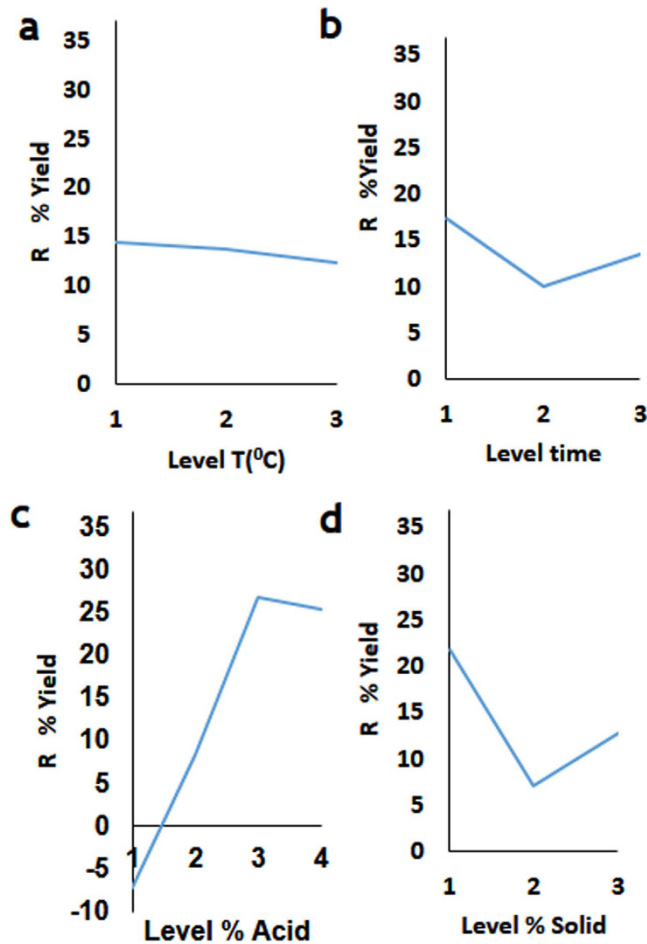 a
35
30
25
20
15
10
5
0
R % Yield
1 2 3
Level T(⁰C)
b
35
30
25
20
15
10
5
0
R %Yield
1 2 3
Level time
c
35
30
25
20
15
10
5
0
-5
-10
R % Yield
1 2 3 4
Level % Acid
d
35
30
25
20
15
10
5
0
R % Yield
1 2 3
Level % Solid